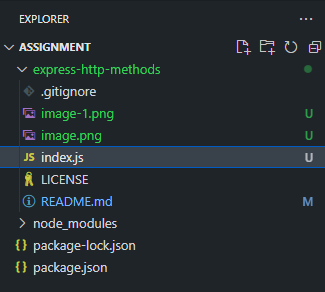 EXPLORER ...
ASSIGNMENT
express-http-methods
.gitignore
image-1.png U
image.png U
JS index.js U
LICENSE
README.md M
node_modules
{} package-lock.json
{} package.json